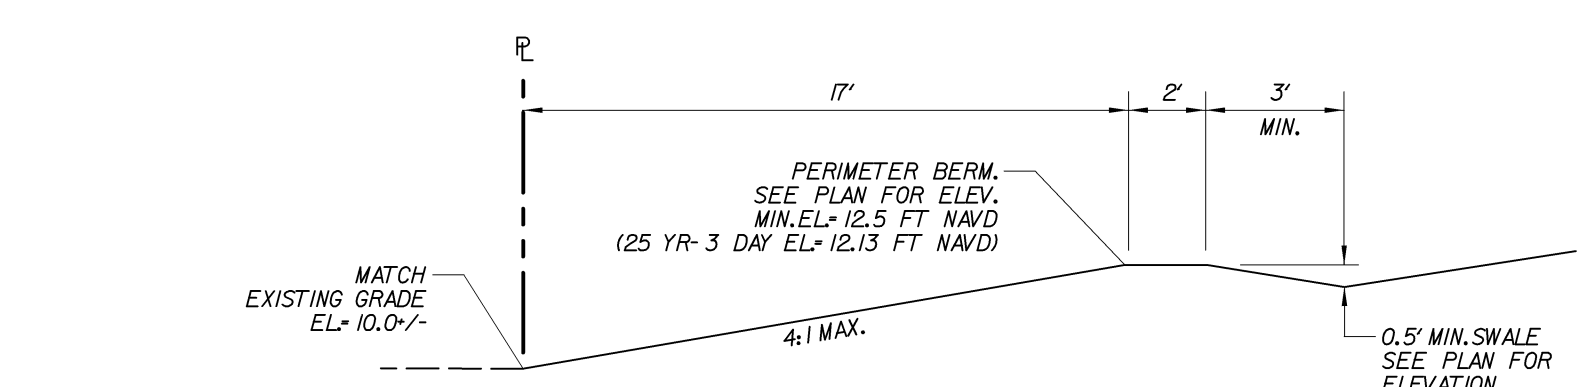 PL
17'
2'
3'
MIN.
PERIMETER BERM.
SEE PLAN FOR ELEV.
MIN.EL.=12.5 FT NAVD
(25 YR- 3 DAY EL.=12.13 FT NAVD)
MATCH
EXISTING GRADE
EL.= 10.0+/-
4:1 MAX.
0.5' MIN.SWALE
SEE PLAN FOR
ELEVATION